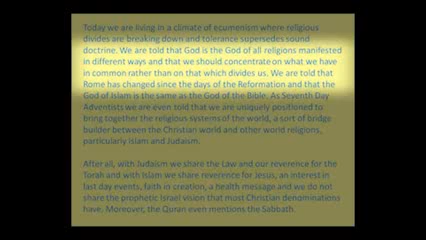 Today we are living in a climate of ecumenism where religious
divides are breaking down and tolerance supersedes sound
doctrine. We are told that God is the God of all religions manifested
in different ways and that we should concentrate on what we have
in common rather than on that which divides us. We are told that
Rome has changed since the days of the Reformation and that the
God of Islam is the same as the God of the Bible. As Seventh Day
Adventists we are even told that we are uniquely positioned to
bring together the religious systems of the world, a sort of bridge
builder between the Christian world and other world religions,
particularly Islam and Judaism.
After all, with Judaism we share the Law and our reverence for the
Torah and with Islam we share reverence for Jesus, an interest in
last day events, faith in creation, a health message and we do not
share the prophetic Israel vision that most Christian denominations
have. Moreover, the Quran even mentions the Sabbath.